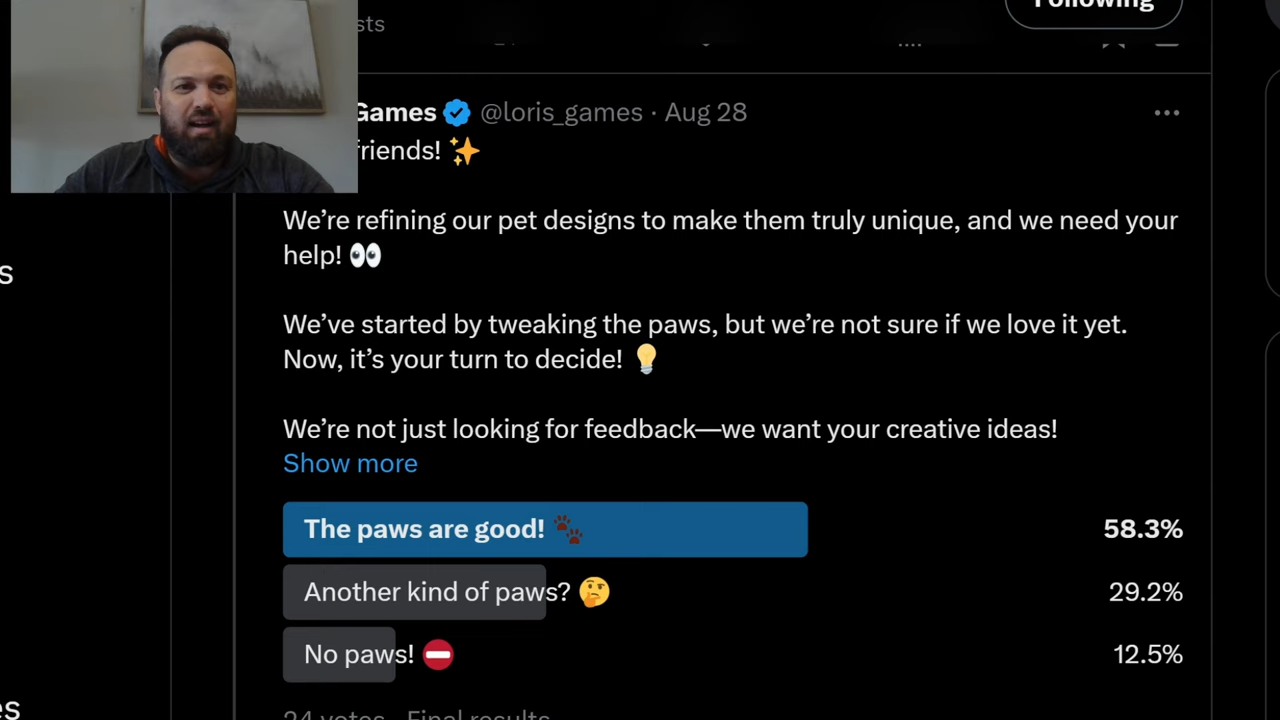 sts
Following
Games @loris_games · Aug 28
friends! ✨
We’re refining our pet designs to make them truly unique, and we need your
help! 👀
We’ve started by tweaking the paws, but we’re not sure if we love it yet.
Now, it’s your turn to decide! 💡
We’re not just looking for feedback—we want your creative ideas!
Show more
The paws are good! 🐾 58.3%
Another kind of paws? 🤔 29.2%
No paws! ⛔ 12.5%
24 votes · Final results
s
es